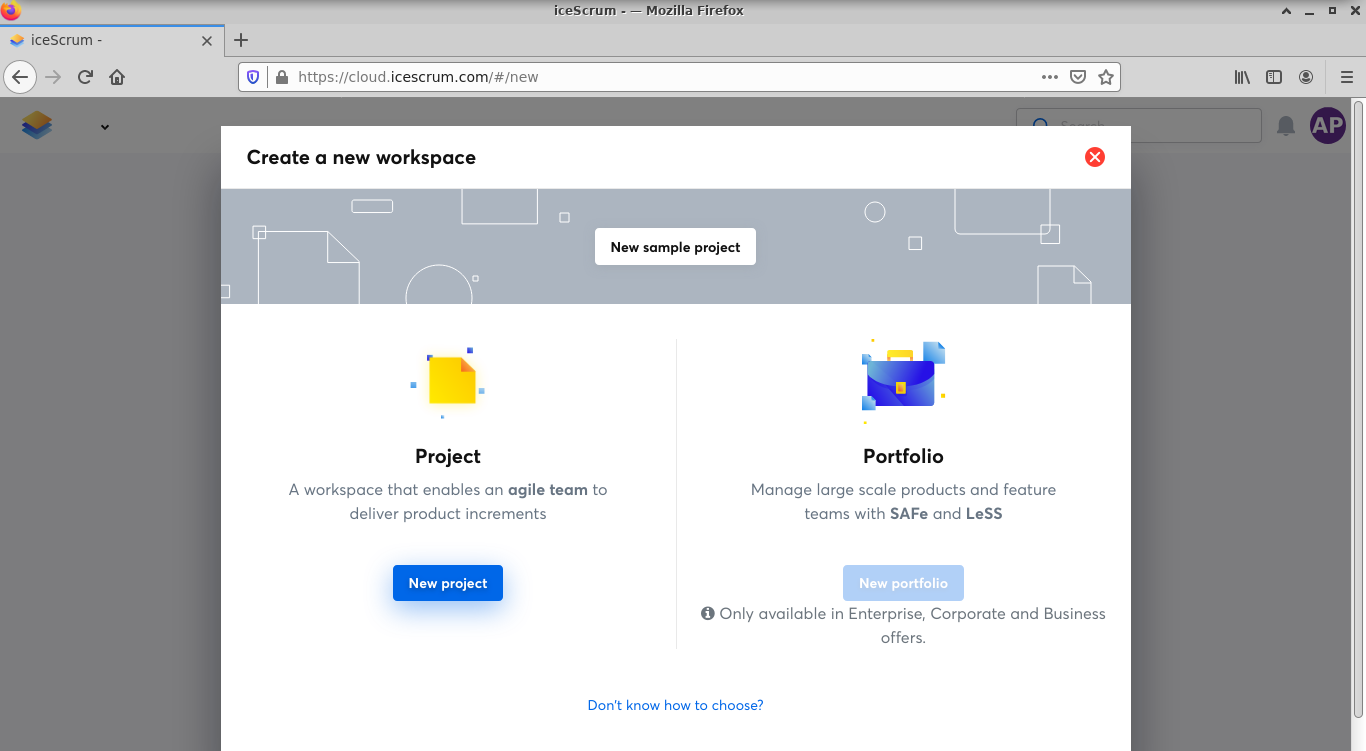 iceScrum - — Mozilla Firefox
iceScrum -
https://cloud.icescrum.com/#/new
Search
AP
Create a new workspace
New sample project
Project
A workspace that enables an agile team to
deliver product increments
New project
Portfolio
Manage large scale products and feature
teams with SAFe and LeSS
New portfolio
Only available in Enterprise, Corporate and Business
offers.
Don't know how to choose?